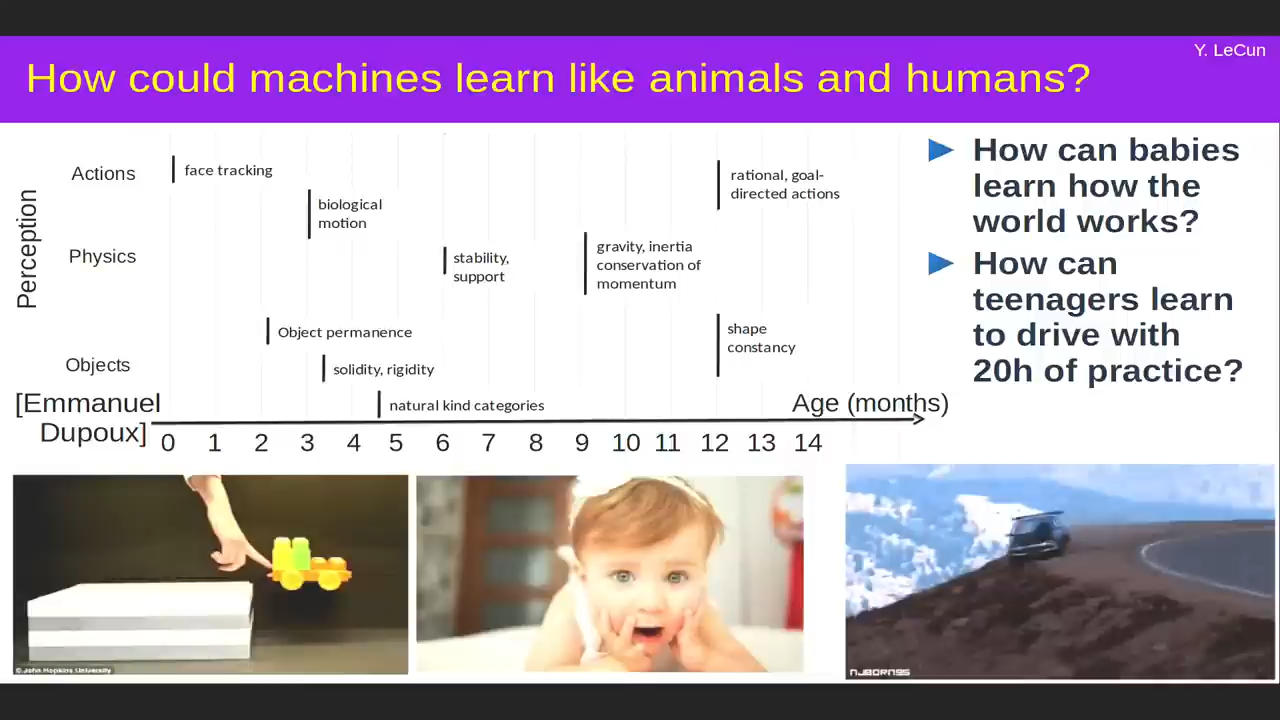 Y. LeCun
How could machines learn like animals and humans?
Perception
Actions
face tracking
biological
motion
rational, goal-
directed actions
Physics
stability,
support
gravity, inertia
conservation of
momentum
Objects
Object permanence
solidity, rigidity
shape
constancy
natural kind categories
[Emmanuel
Dupoux]
Age (months)
0 1 2 3 4 5 6 7 8 9 10 11 12 13 14
How can babies
learn how the
world works?
How can
teenagers learn
to drive with
20h of practice?
© John Hopkins University
NJBORN95